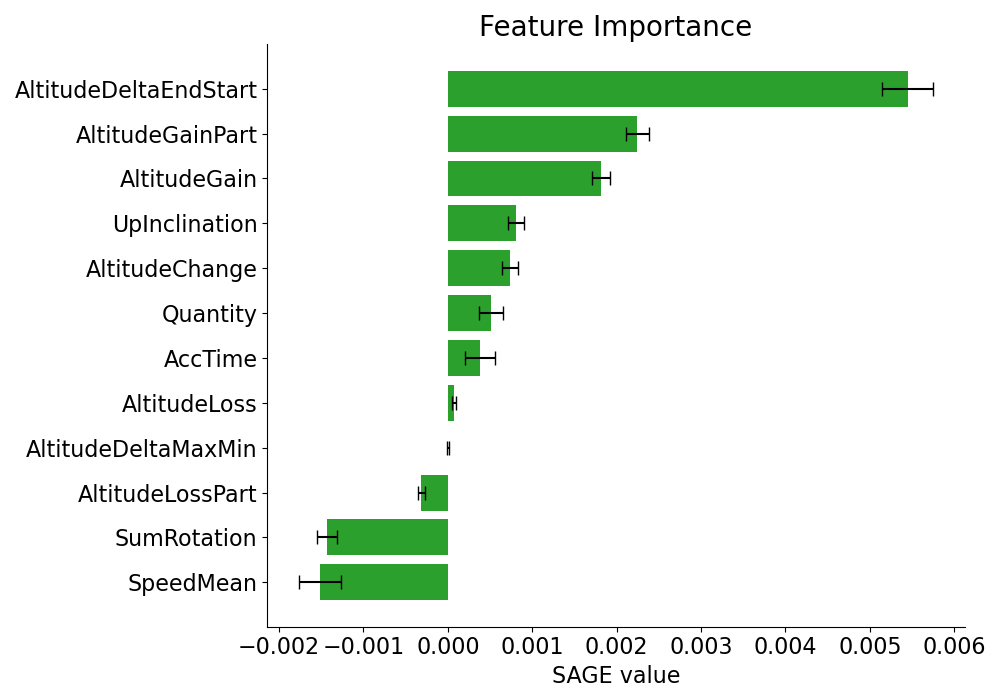 Feature Importance
AltitudeDeltaEndStart
AltitudeGainPart
AltitudeGain
UpInclination
AltitudeChange
Quantity
AccTime
AltitudeLoss
AltitudeDeltaMaxMin
AltitudeLossPart
SumRotation
SpeedMean
−0.002 −0.001 0.000 0.001 0.002 0.003 0.004 0.005 0.006
SAGE value